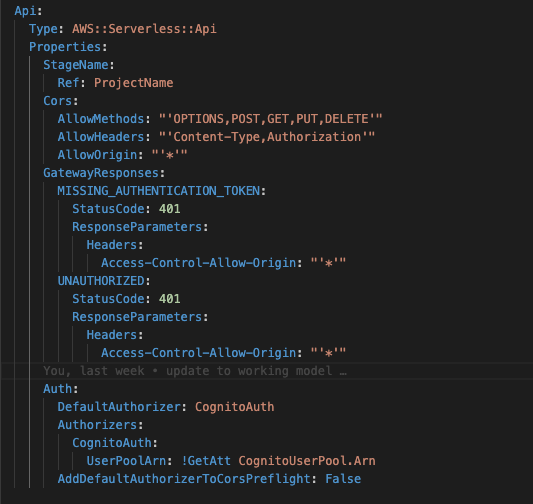 Api:
  Type: AWS::Serverless::Api
  Properties:
    StageName:
      Ref: ProjectName
    Cors:
      AllowMethods: "'OPTIONS,POST,GET,PUT,DELETE'"
      AllowHeaders: "'Content-Type,Authorization'"
      AllowOrigin: "'*'"
    GatewayResponses:
      MISSING_AUTHENTICATION_TOKEN:
        StatusCode: 401
        ResponseParameters:
          Headers:
            Access-Control-Allow-Origin: "'*'"
      UNAUTHORIZED:
        StatusCode: 401
        ResponseParameters:
          Headers:
            Access-Control-Allow-Origin: "'*'"
    You, last week • update to working model …
    Auth:
      DefaultAuthorizer: CognitoAuth
      Authorizers:
        CognitoAuth:
          UserPoolArn: !GetAtt CognitoUserPool.Arn
      AddDefaultAuthorizerToCorsPreflight: False